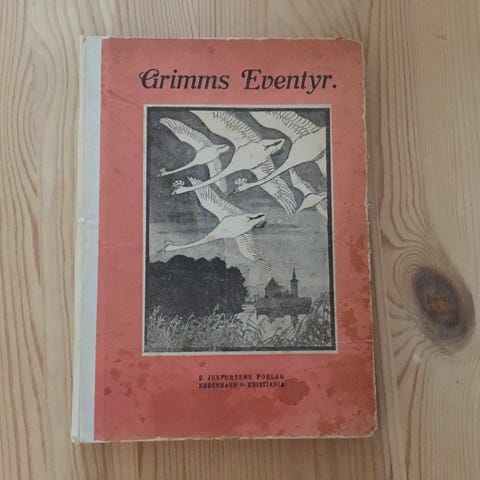 Grimms Eventyr.
E. JESPERSENS FORLAG
KØBENHAVN ◇ KRISTIANIA